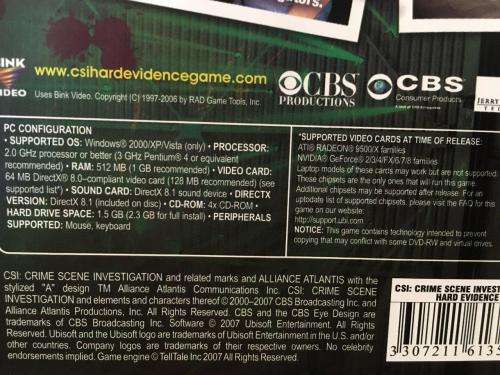 gators.
INK
www.csihardevidencegame.com
CBS
PRODUCTIONS
CBS
Consumer Products
JERRY
IDEO
Uses Bink Video. Copyright (C) 1997-2006 by RAD Game Tools, Inc.
PC CONFIGURATION
• SUPPORTED OS: Windows® 2000/XP/Vista (only) • PROCESSOR:
2.0 GHz processor or better (3 GHz Pentium® 4 or equivalent
recommended) • RAM: 512 MB (1 GB recommended) • VIDEO CARD:
64 MB DirectX® 8.0–compliant video card (128 MB recommended) (see
supported list*) • SOUND CARD: DirectX 8.1 sound device • DIRECTX
VERSION: DirectX 8.1 (included on disc) • CD-ROM: 4x CD-ROM •
HARD DRIVE SPACE: 1.5 GB (2.3 GB for full install) • PERIPHERALS
SUPPORTED: Mouse, keyboard
*SUPPORTED VIDEO CARDS AT TIME OF RELEASE:
ATI® RADEON® 9500/X families
NVIDIA® GeForce® 2/3/4/FX/6/7/8 families
Laptop models of these cards may work but are not supported.
These chipsets are the only ones that will run this game.
Additional chipsets may be supported after release. For an
up-to-date list of supported chipsets, please visit the FAQ for this
game on our website:
http://support.ubi.com
NOTICE: This game contains technology intended to prevent
copying that may conflict with some DVD-RW and virtual drives.
CSI: CRIME SCENE INVESTIGATION and related marks and ALLIANCE ATLANTIS with the
stylized "A" design TM Alliance Atlantis Communications Inc. CSI: CRIME SCENE
INVESTIGATION and elements and characters thereof © 2000–2007 CBS Broadcasting Inc. and
Alliance Atlantis Productions, Inc. All Rights Reserved. CBS and the CBS Eye Design are
trademarks of CBS Broadcasting Inc. Software © 2007 Ubisoft Entertainment. All Rights
Reserved. Ubisoft and the Ubisoft logo are trademarks of Ubisoft Entertainment in the U.S. and/or
other countries. Company logos are trademarks of their respective owners. No celebrity
endorsements implied. Game engine © TellTale Inc 2007 All Rights Reserved.
CSI: CRIME SCENE INVEST
HARD EVIDENCE
3 307211 6135